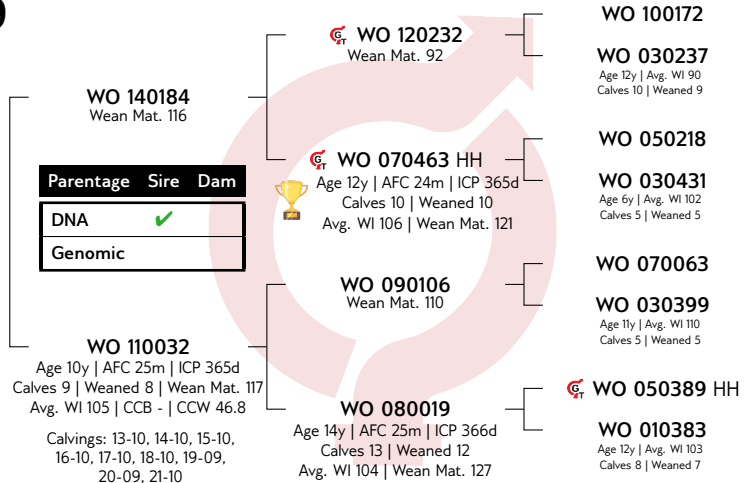 WO 140184
Wean Mat. 116
Parentage Sire Dam
DNA ✔
Genomic
WO 110032
Age 10y | AFC 25m | ICP 365d
Calves 9 | Weaned 8 | Wean Mat. 117
Avg. WI 105 | CCB - | CCW 46.8
Calvings: 13-10, 14-10, 15-10,
16-10, 17-10, 18-10, 19-09,
20-09, 21-10
GT WO 120232
Wean Mat. 92
GT WO 070463 HH
Age 12y | AFC 24m | ICP 365d
Calves 10 | Weaned 10
Avg. WI 106 | Wean Mat. 121
WO 090106
Wean Mat. 110
WO 080019
Age 14y | AFC 25m | ICP 366d
Calves 13 | Weaned 12
Avg. WI 104 | Wean Mat. 127
WO 100172
WO 030237
Age 12y | Avg. WI 90
Calves 10 | Weaned 9
WO 050218
WO 030431
Age 6y | Avg. WI 102
Calves 5 | Weaned 5
WO 070063
WO 030399
Age 11y | Avg. WI 110
Calves 5 | Weaned 5
GT WO 050389 HH
WO 010383
Age 12y | Avg. WI 103
Calves 8 | Weaned 7